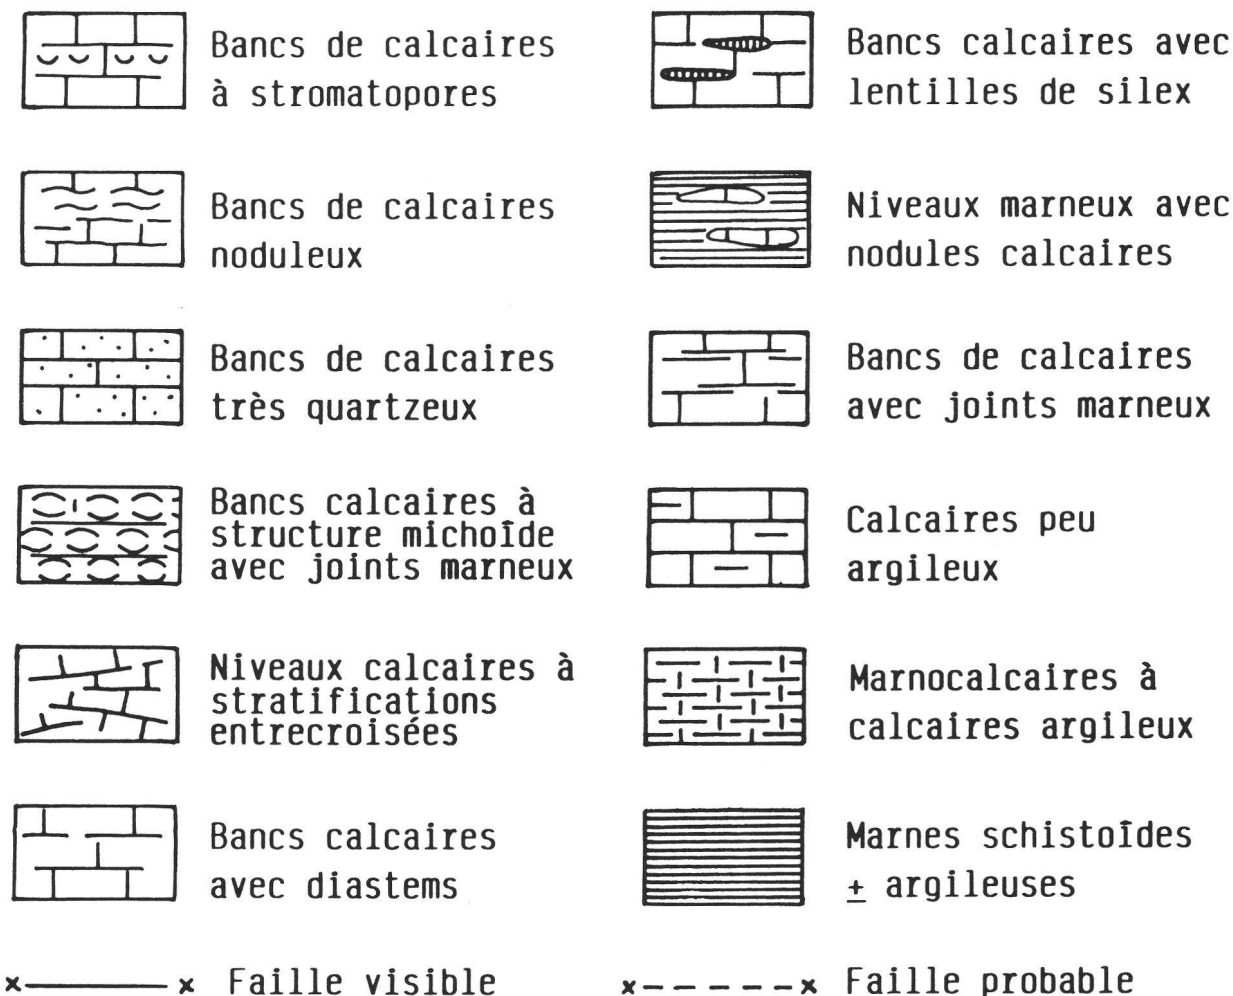 Bancs de calcaires
à stromatopores
Bancs de calcaires
noduleux
Bancs de calcaires
très quartzeux
Bancs calcaires à
structure michoïde
avec joints marneux
Niveaux calcaires à
stratifications
entrecroisées
Bancs calcaires
avec diastems
x x Faille visible
Bancs calcaires avec
lentilles de silex
Niveaux marneux avec
nodules calcaires
Bancs de calcaires
avec joints marneux
Calcaires peu
argileux
Marnocalcaires à
calcaires argileux
Marnes schistoïdes
± argileuses
x x Faille probable